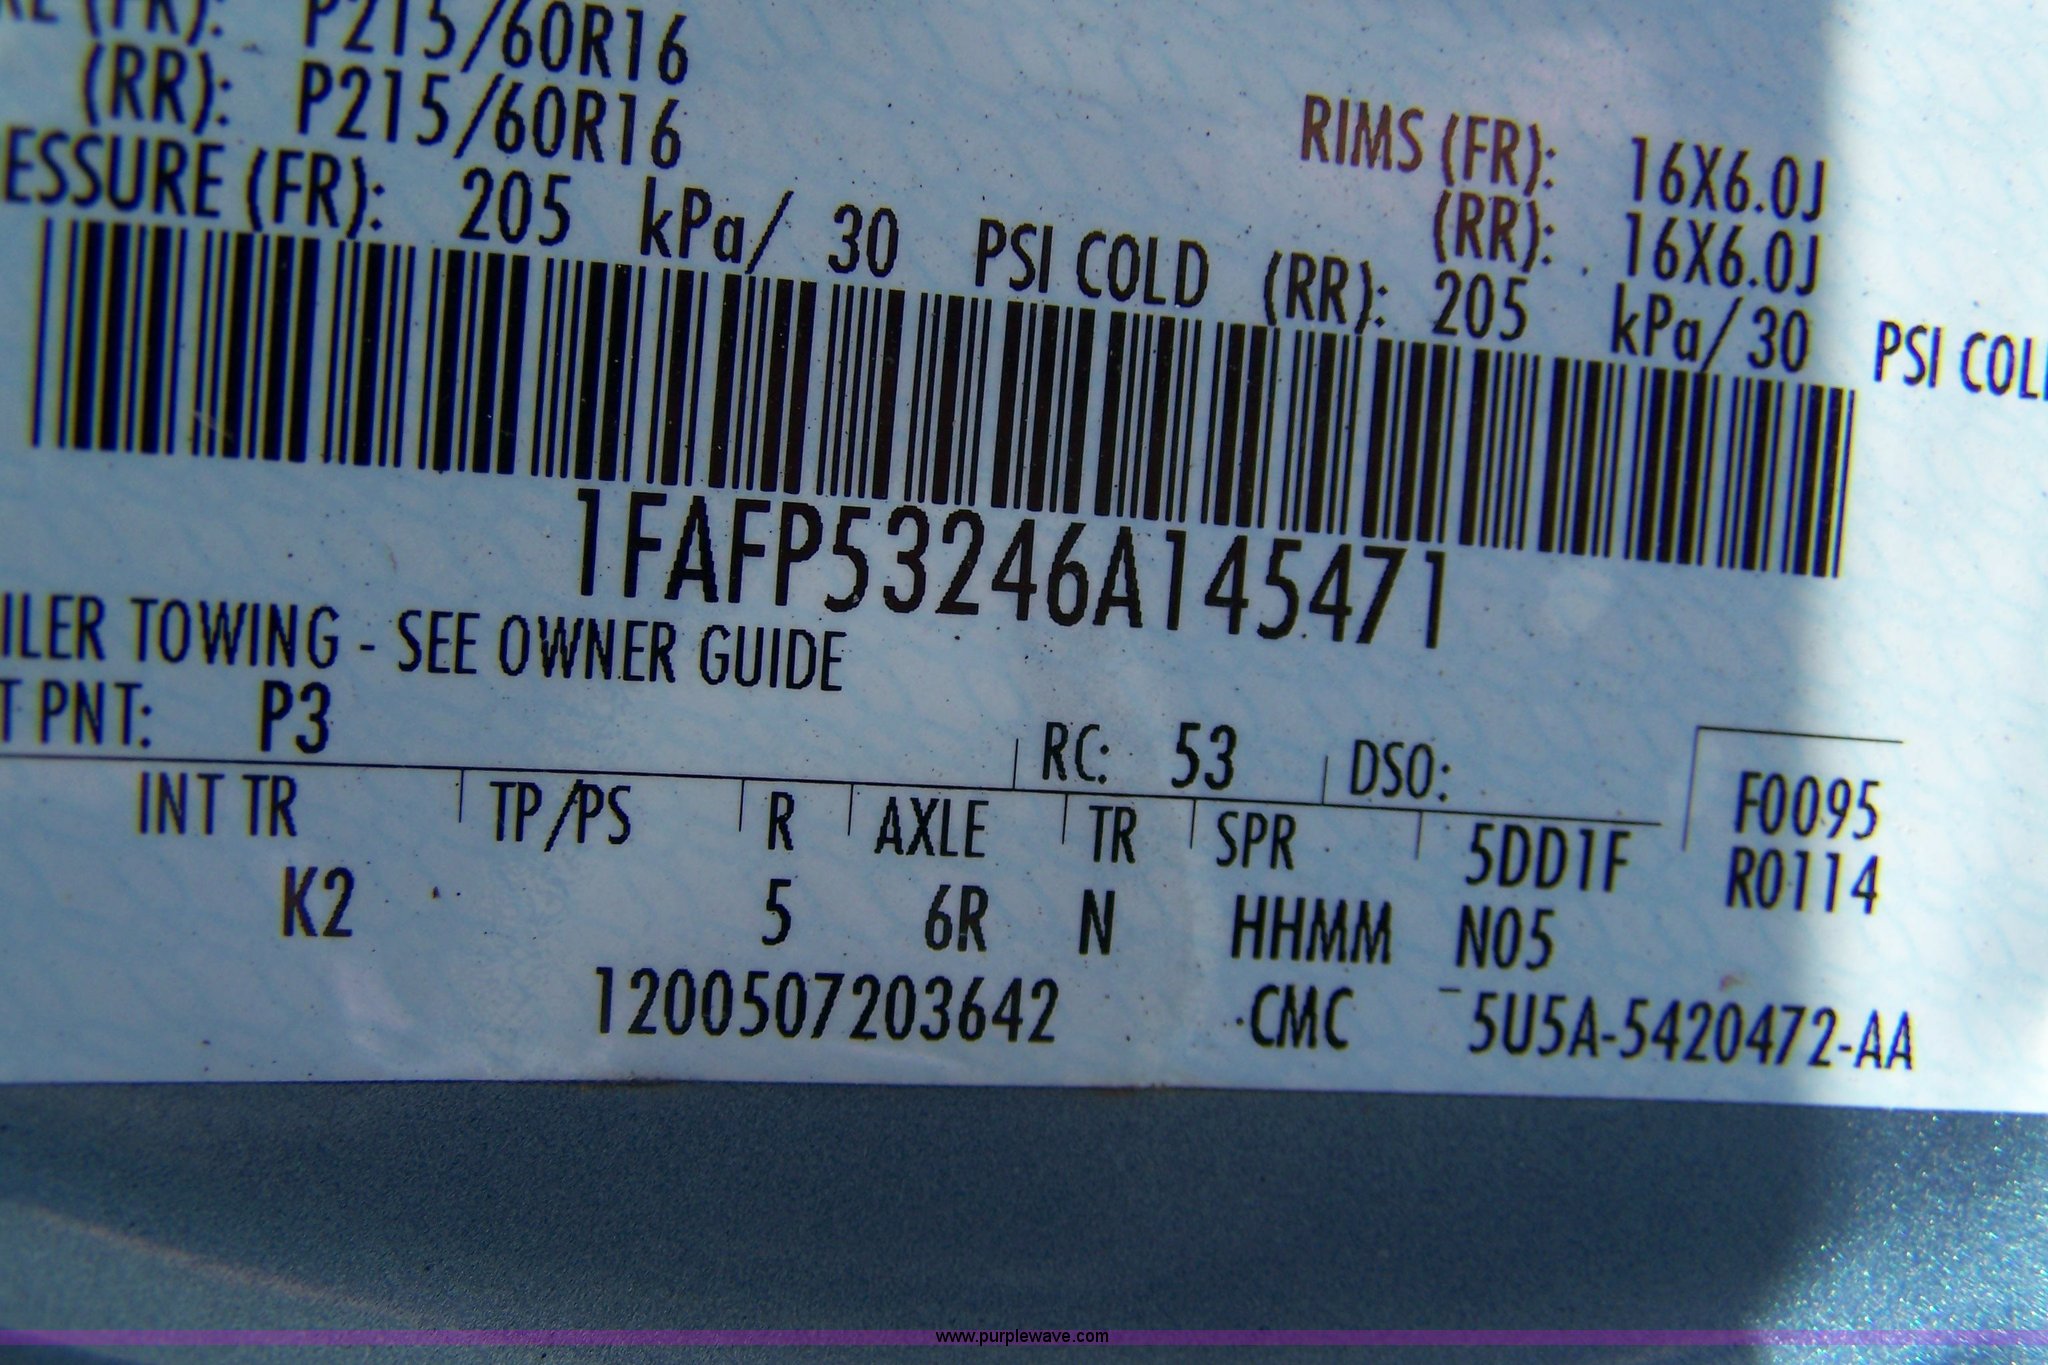 (FR): P215/60R16
(RR): P215/60R16
RIMS (FR): 16X6.0J
(RR): 16X6.0J
ESSURE (FR): 205 kPa/ 30 PSI COLD (RR): 205 kPa/ 30 PSI COL
1FAFP53246A145471
ILER TOWING - SEE OWNER GUIDE
T PNT: P3
RC: 53 DSO:
F0095
INT TR TP/PS R AXLE TR SPR 5DD1F
R0114
K2 5 6R N HHMM N05
1200507203642 CMC 5U5A-5420472-AA
www.purplewave.com